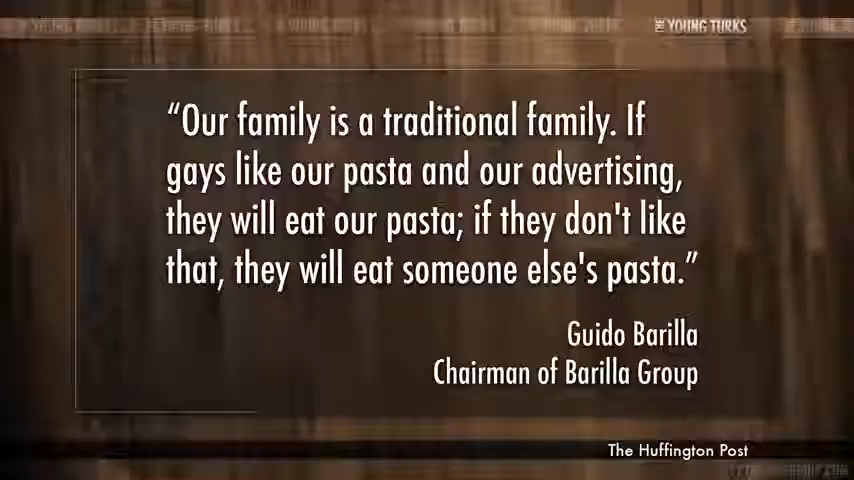 THE YOUNG TURKS
“Our family is a traditional family. If
gays like our pasta and our advertising,
they will eat our pasta; if they don't like
that, they will eat someone else's pasta.”
Guido Barilla
Chairman of Barilla Group
The Huffington Post